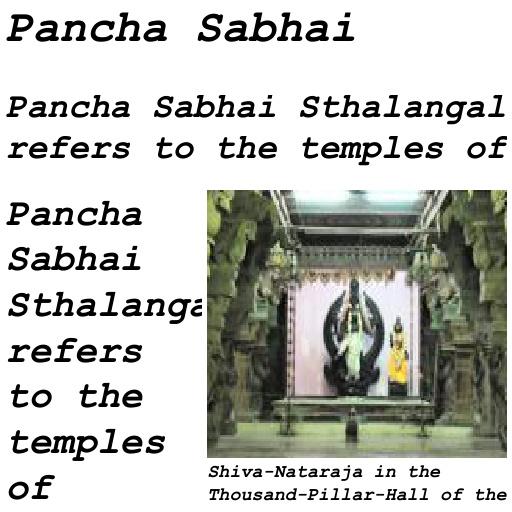 Pancha Sabhai
Pancha Sabhai Sthalangal
refers to the temples of
Pancha
Sabhai
Sthalanga
refers
to the
temples
of
Shiva-Nataraja in the
Thousand-Pillar-Hall of the